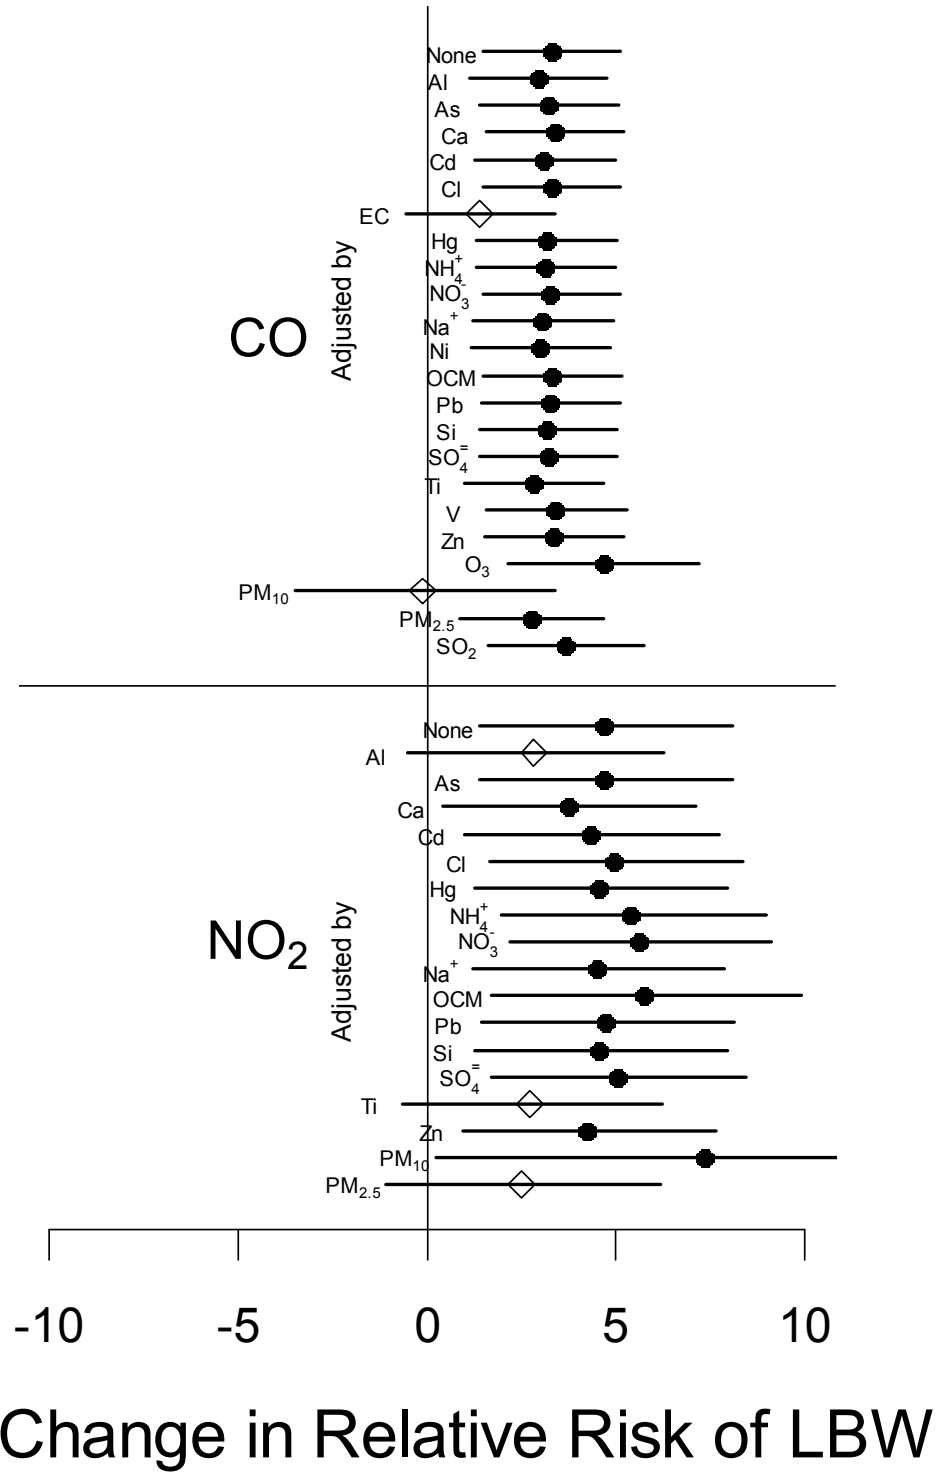 None
Al
As
Ca
Cd
Cl
EC
Hg
NH₄⁺
NO₃⁻
Na⁺
Ni
OCM
Pb
Si
SO₄⁼
Ti
V
Zn
O₃
PM₁₀
PM₂.₅
SO₂
CO
Adjusted by
None
Al
As
Ca
Cd
Cl
Hg
NH₄⁺
NO₃⁻
Na⁺
OCM
Pb
Si
SO₄⁼
Ti
Zn
PM₁₀
PM₂.₅
NO₂
Adjusted by
-10 -5 0 5 10
Change in Relative Risk of LBW